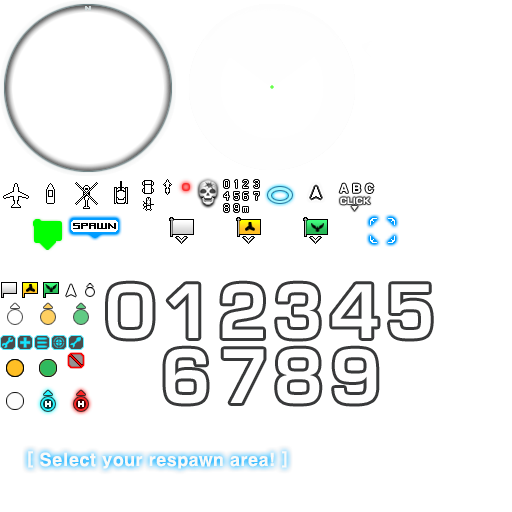 N
0123
4567
89m
ABC
CLICK
SPAWN
012345
6789
H H
[ Select your respawn area! ]